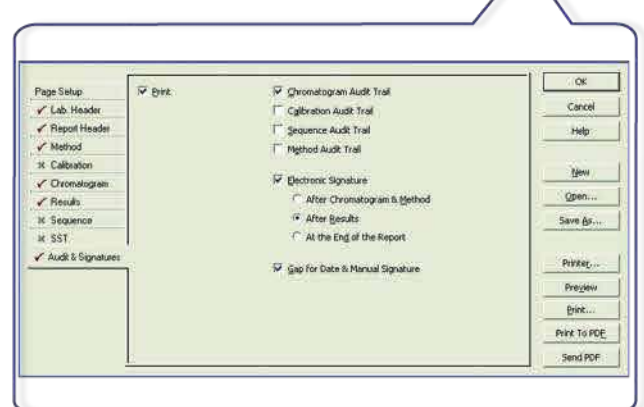 Page Setup
Lab. Header
Report Header
Method
Calibration
Chromatogram
Results
Sequence
SST
Audit & Signatures
Print
Chromatogram Audit Trail
Calibration Audit Trail
Sequence Audit Trail
Method Audit Trail
Electronic Signature
After Chromatogram & Method
After Results
At the End of the Report
Gap for Date & Manual Signature
OK
Cancel
Help
New
Open...
Save As...
Printer...
Preview
Print...
Print To PDF
Send PDF